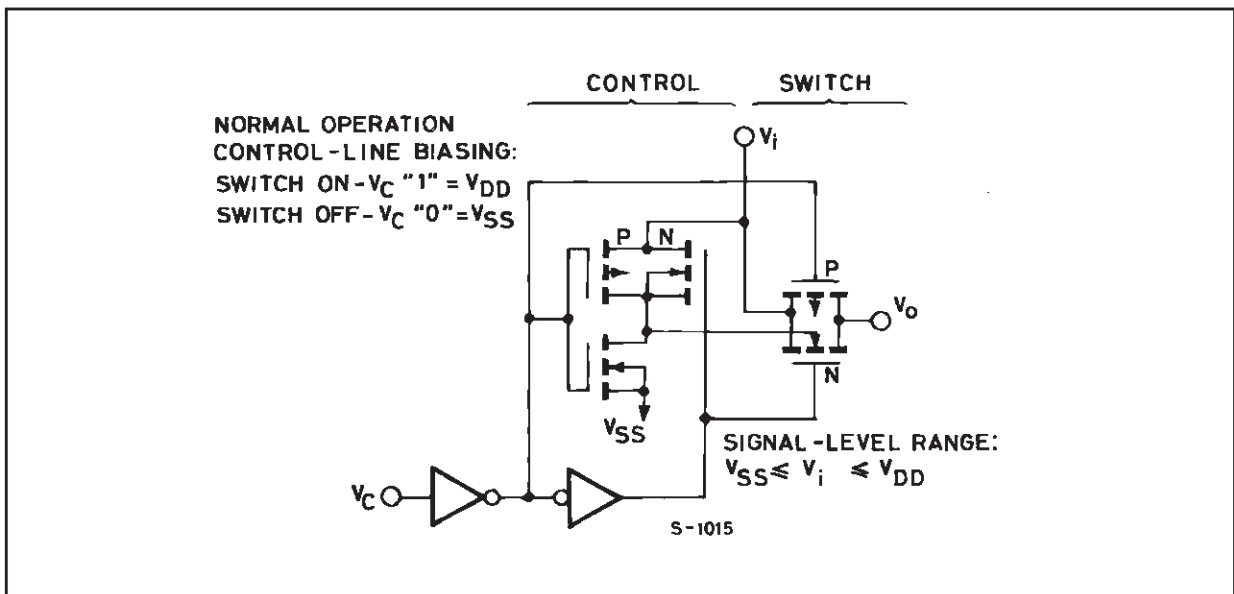 CONTROL SWITCH
NORMAL OPERATION
CONTROL-LINE BIASING:
SWITCH ON-VC "1" = VDD
SWITCH OFF-VC "0"=VSS
Vi
P N
P
Vo
N
VSS
SIGNAL-LEVEL RANGE:
VSS ≤ Vi ≤ VDD
VC
S-1015